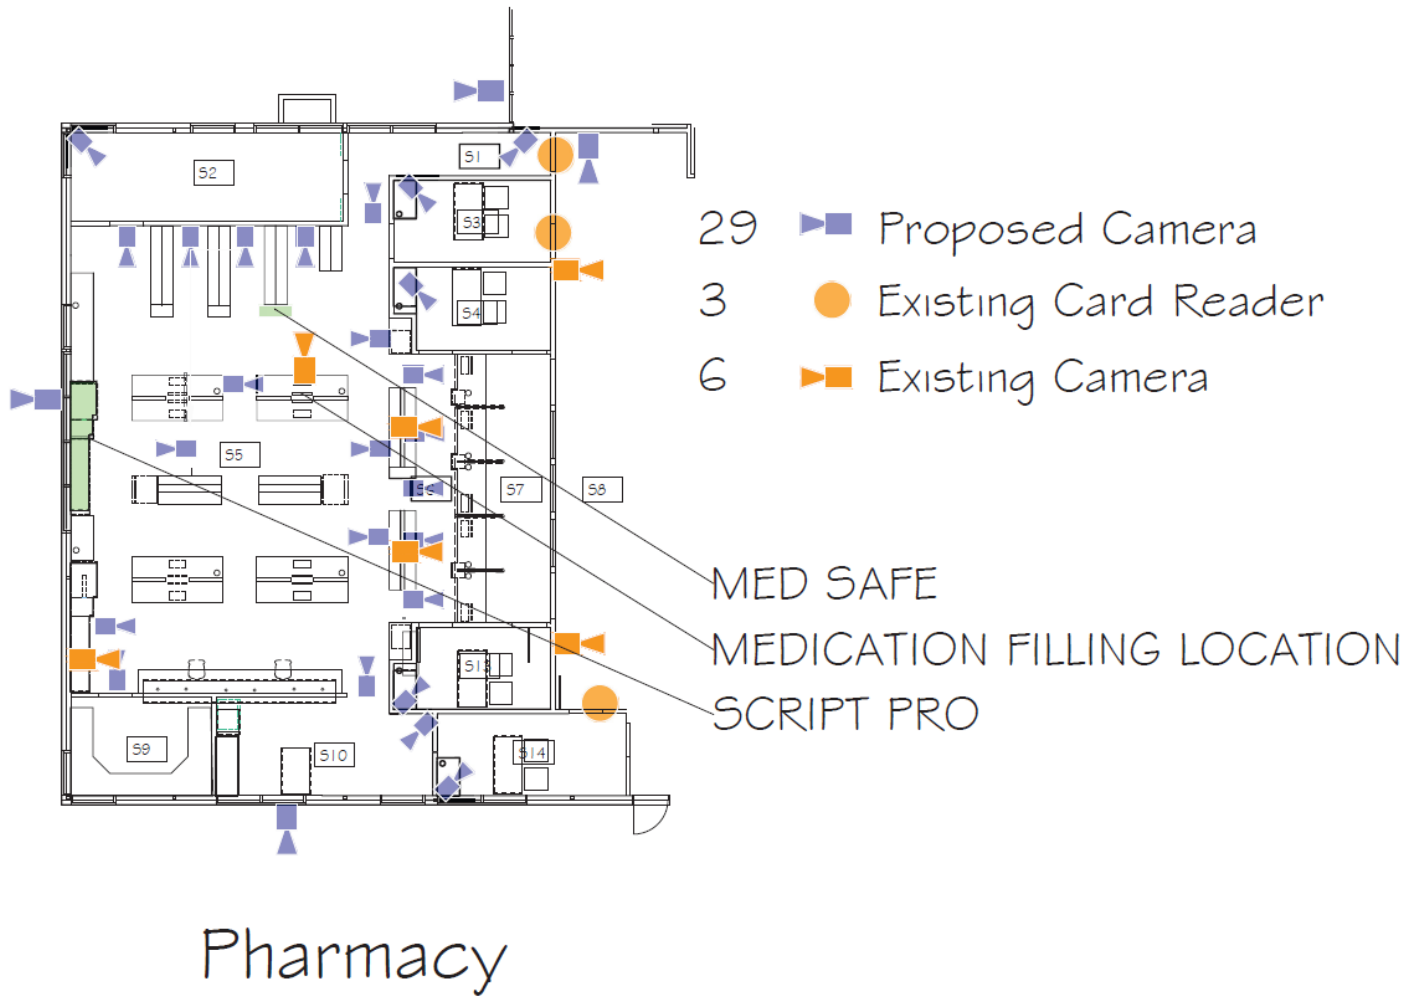 S1
S2
S3
29 Proposed Camera
3 Existing Card Reader
S4
6 Existing Camera
S5
S7
S8
MED SAFE
MEDICATION FILLING LOCATION
S13
SCRIPT PRO
S9
S10
S14
Pharmacy